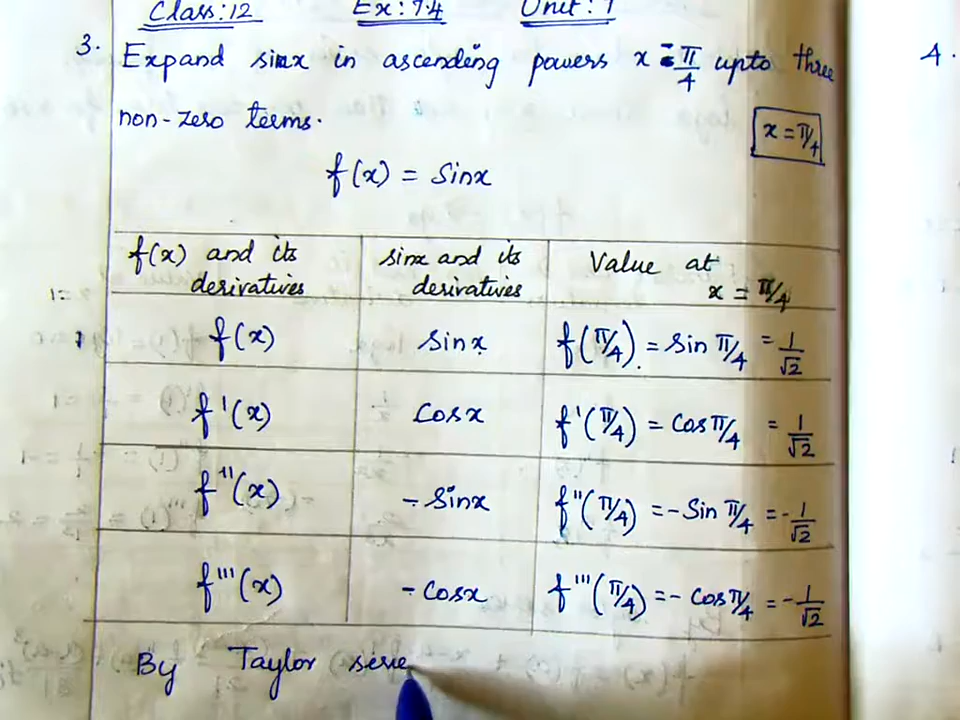 Class:12 Ex:7.4 Unit:7
3. Expand sinx in ascending powers x - π/4 upto three
non-zero terms.
x = π/4
f(x) = sinx
f(x) and its derivatives | sinx and its derivatives | Value at x = π/4
f(x) | sinx | f(π/4) = sin π/4 = 1/√2
f'(x) | cosx | f'(π/4) = cos π/4 = 1/√2
f''(x) | -sinx | f''(π/4) = -sin π/4 = -1/√2
f'''(x) | -cosx | f'''(π/4) = -cos π/4 = -1/√2
By Taylor serie
4.